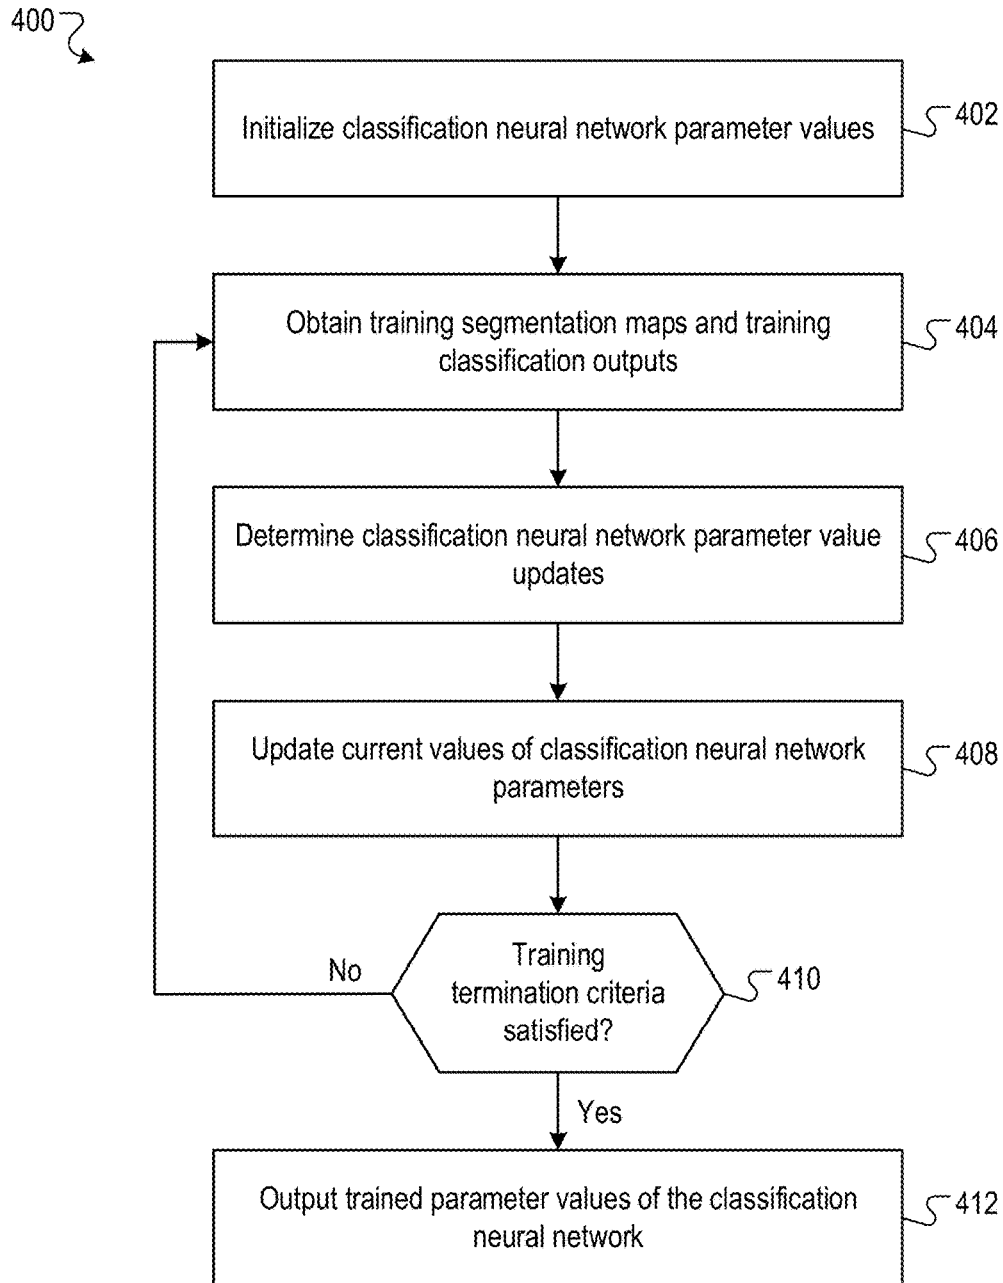 400
Initialize classification neural network parameter values
402
Obtain training segmentation maps and training
classification outputs
404
Determine classification neural network parameter value
updates
406
Update current values of classification neural network
parameters
408
Training
termination criteria
satisfied?
410
No
Yes
Output trained parameter values of the classification
neural network
412